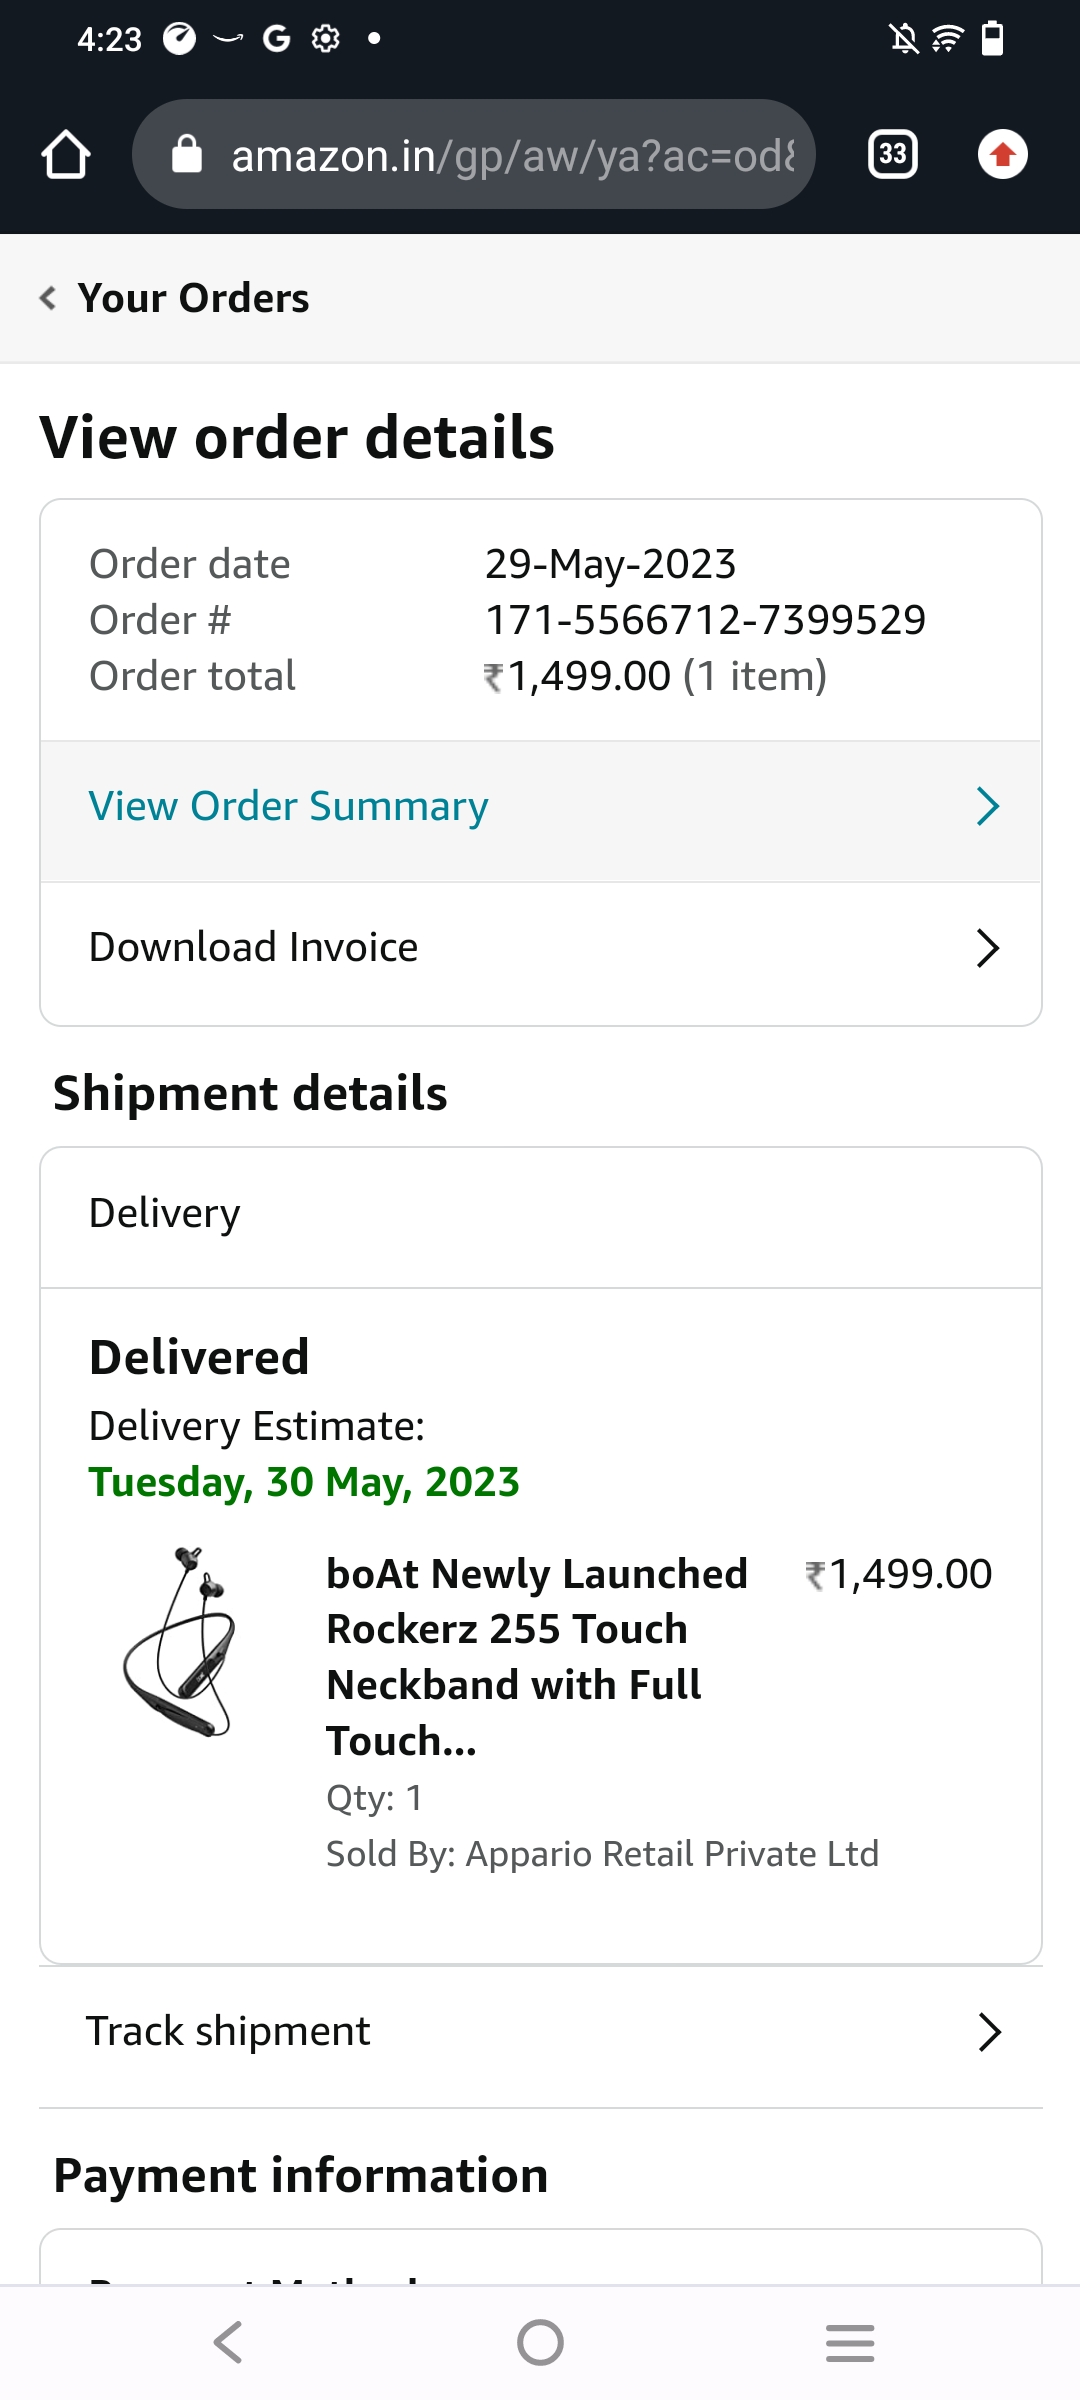 4:23
amazon.in/gp/aw/ya?ac=od
33
Your Orders
View order details
Order date 29-May-2023
Order # 171-5566712-7399529
Order total ₹1,499.00 (1 item)
View Order Summary
Download Invoice
Shipment details
Delivery
Delivered
Delivery Estimate:
Tuesday, 30 May, 2023
boAt Newly Launched ₹1,499.00
Rockerz 255 Touch
Neckband with Full
Touch...
Qty: 1
Sold By: Appario Retail Private Ltd
Track shipment
Payment information